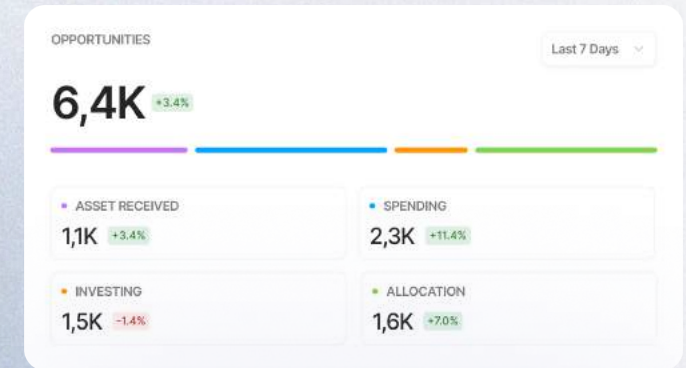 OPPORTUNITIES
Last 7 Days
6,4K +3.4%
ASSET RECEIVED
1,1K +3.4%
SPENDING
2,3K +11.4%
INVESTING
1,5K -1.4%
ALLOCATION
1,6K +7.0%